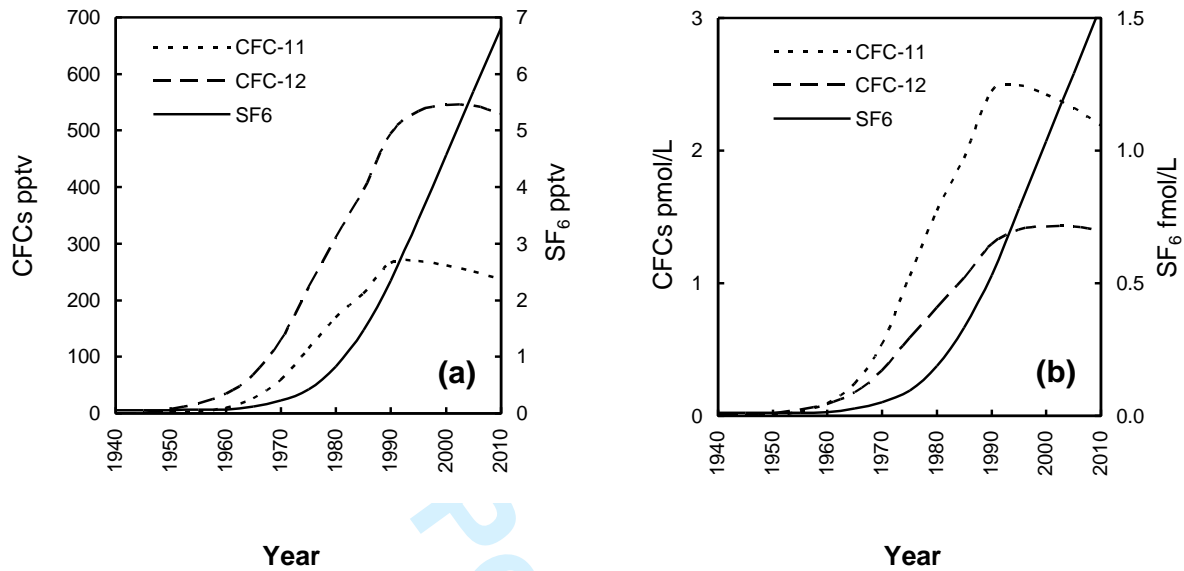 700
600
500
400
300
200
100
0
CFCs pptv
7
6
5
4
3
2
1
0
SF₆ pptv
CFC-11
CFC-12
SF6
(a)
1940
1950
1960
1970
1980
1990
2000
2010
Year
3
2
1
0
CFCs pmol/L
1.5
1.0
0.5
0.0
SF₆ fmol/L
CFC-11
CFC-12
SF6
(b)
1940
1950
1960
1970
1980
1990
2000
2010
Year